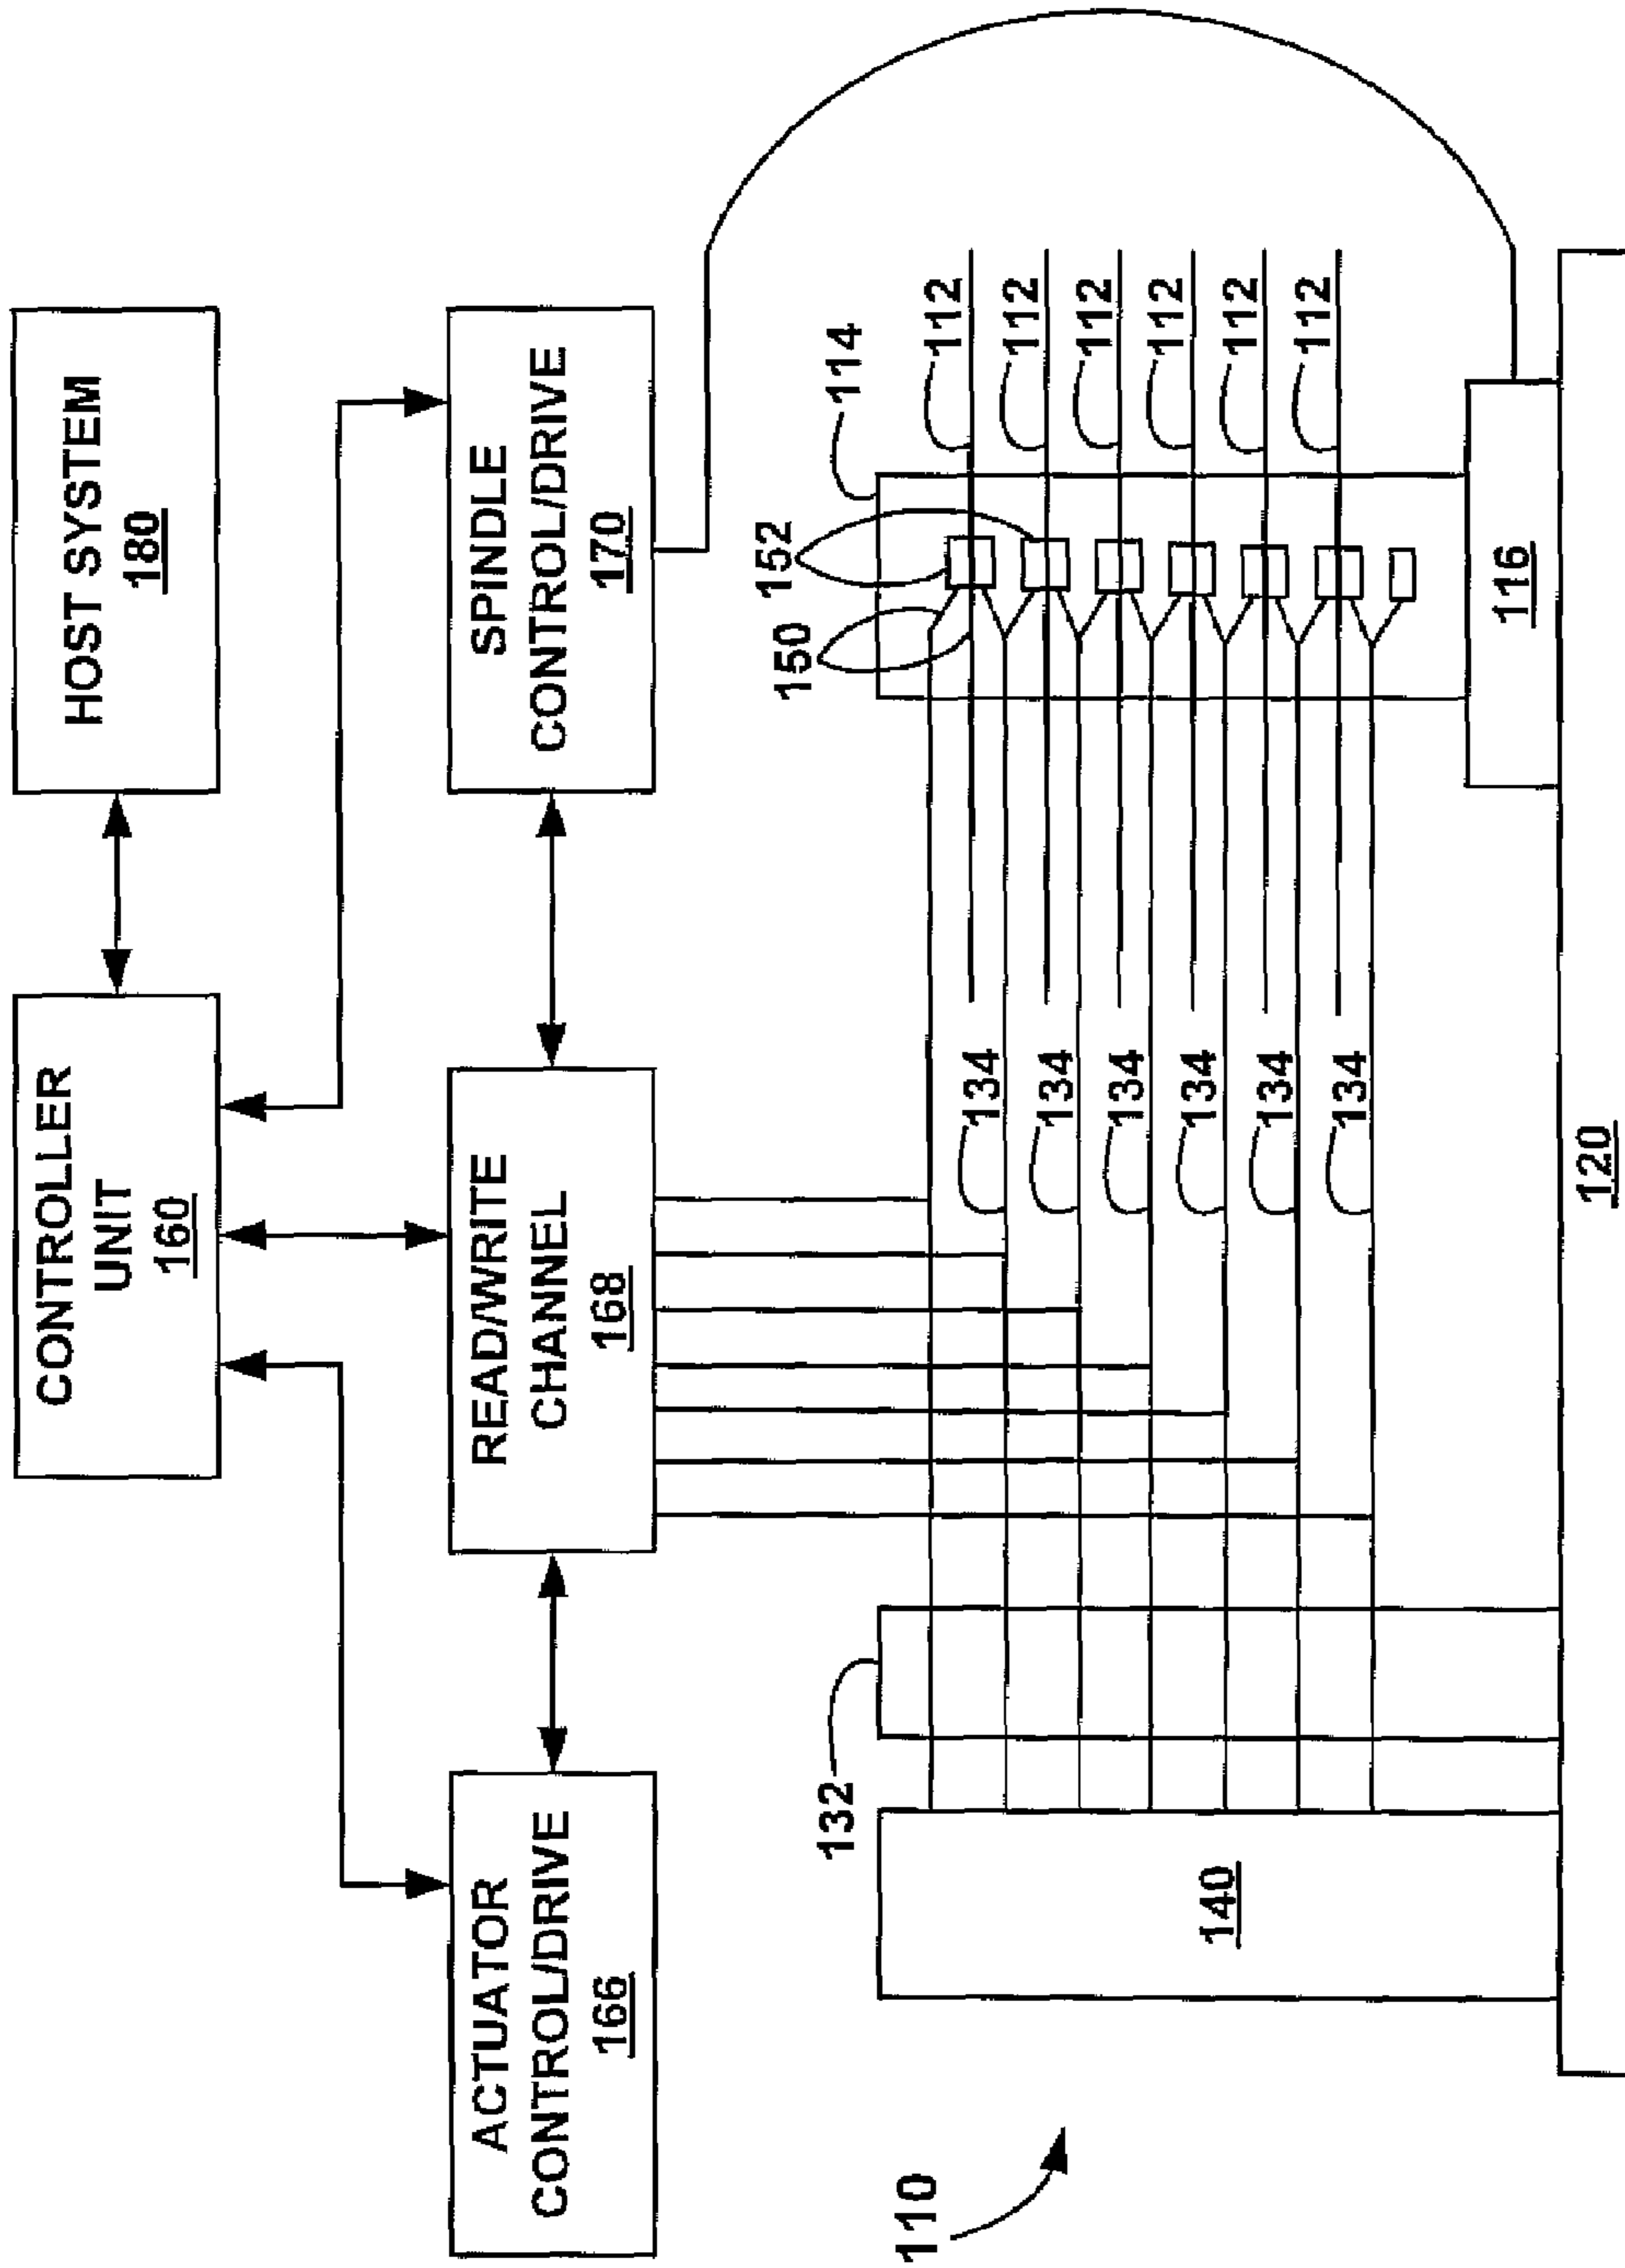 HOST SYSTEM
180
CONTROLLER
UNIT
160
SPINDLE
CONTROL/DRIVE
170
READ/WRITE
CHANNEL
168
ACTUATOR
CONTROL/DRIVE
166
110
132
140
150
152
114
112
112
112
112
112
112
134
134
134
134
134
134
116
120